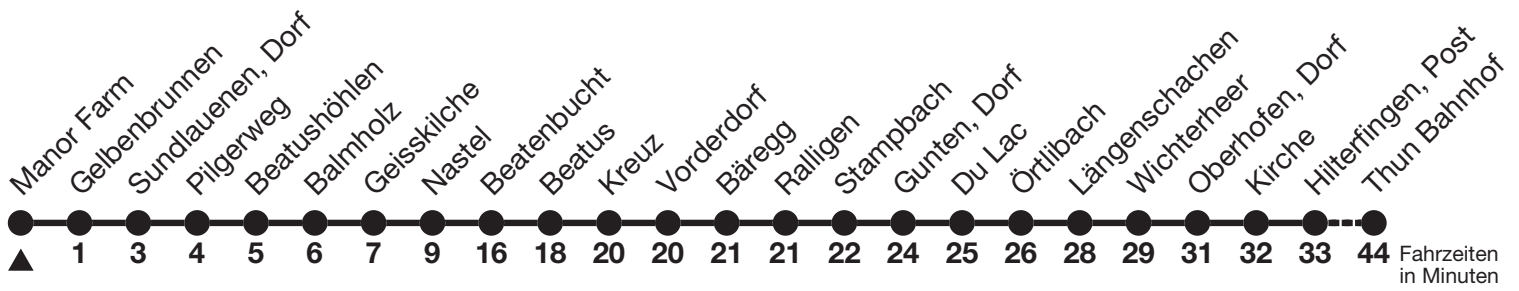 Manor Farm
Gelbenbrunnen
Sundlauenen, Dorf
Pilgerweg
Beatushöhlen
Balmholz
Geisskilche
Nastel
Beatenbucht
Beatus
Kreuz
Vorderdorf
Bäregg
Ralligen
Stampbach
Gunten, Dorf
Du Lac
Örtlibach
Längenschachen
Wichterheer
Oberhofen, Dorf
Kirche
Hilterfingen, Post
Thun Bahnhof
1 3 4 5 6 7 9 16 18 20 20 21 21 22 24 25 26 28 29 31 32 33 44 Fahrzeiten
in Minuten